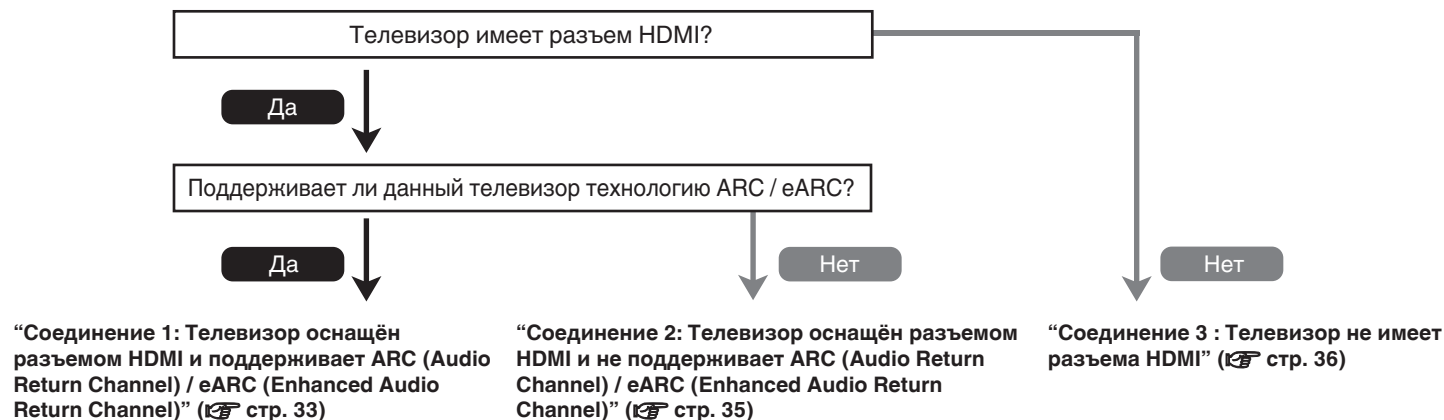 Телевизор имеет разъем HDMI?
Да
Поддерживает ли данный телевизор технологию ARC / eARC?
Да
Нет
Нет
“Соединение 1: Телевизор оснащён
разъемом HDMI и поддерживает ARC (Audio
Return Channel) / eARC (Enhanced Audio
Return Channel)” (☞ стр. 33)
“Соединение 2: Телевизор оснащён разъемом
HDMI и не поддерживает ARC (Audio Return
Channel) / eARC (Enhanced Audio Return
Channel)” (☞ стр. 35)
“Соединение 3 : Телевизор не имеет
разъема HDMI” (☞ стр. 36)